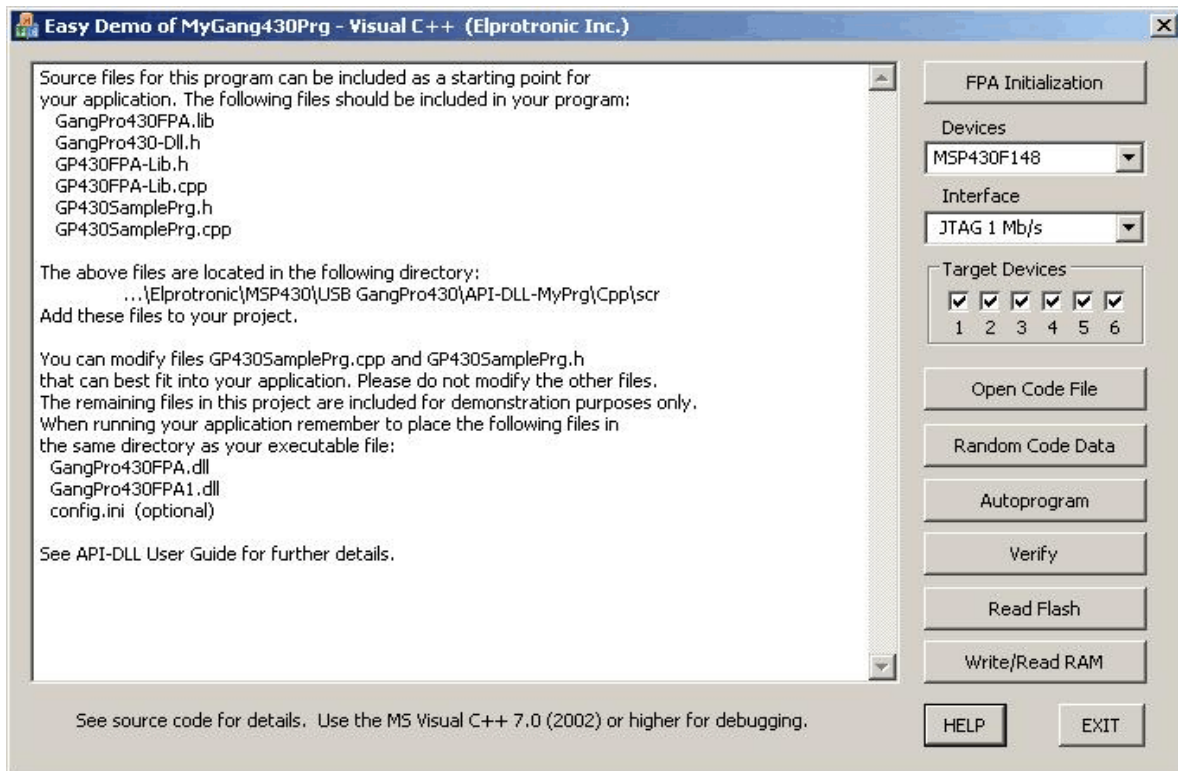 Easy Demo of MyGang430Prg - Visual C++ (Elprotronic Inc.)
Source files for this program can be included as a starting point for
your application. The following files should be included in your program:
GangPro430FPA.lib
GangPro430-Dll.h
GP430FPA-Lib.h
GP430FPA-Lib.cpp
GP430SamplePrg.h
GP430SamplePrg.cpp
The above files are located in the following directory:
...\Elprotronic\MSP430\USB GangPro430\API-DLL-MyPrg\Cpp\scr
Add these files to your project.
You can modify files GP430SamplePrg.cpp and GP430SamplePrg.h
that can best fit into your application. Please do not modify the other files.
The remaining files in this project are included for demonstration purposes only.
When running your application remember to place the following files in
the same directory as your executable file:
GangPro430FPA.dll
GangPro430FPA1.dll
config.ini (optional)
See API-DLL User Guide for further details.
See source code for details. Use the MS Visual C++ 7.0 (2002) or higher for debugging.
FPA Initialization
Devices
MSP430F148
Interface
JTAG 1 Mb/s
Target Devices
1 2 3 4 5 6
Open Code File
Random Code Data
Autoprogram
Verify
Read Flash
Write/Read RAM
HELP EXIT